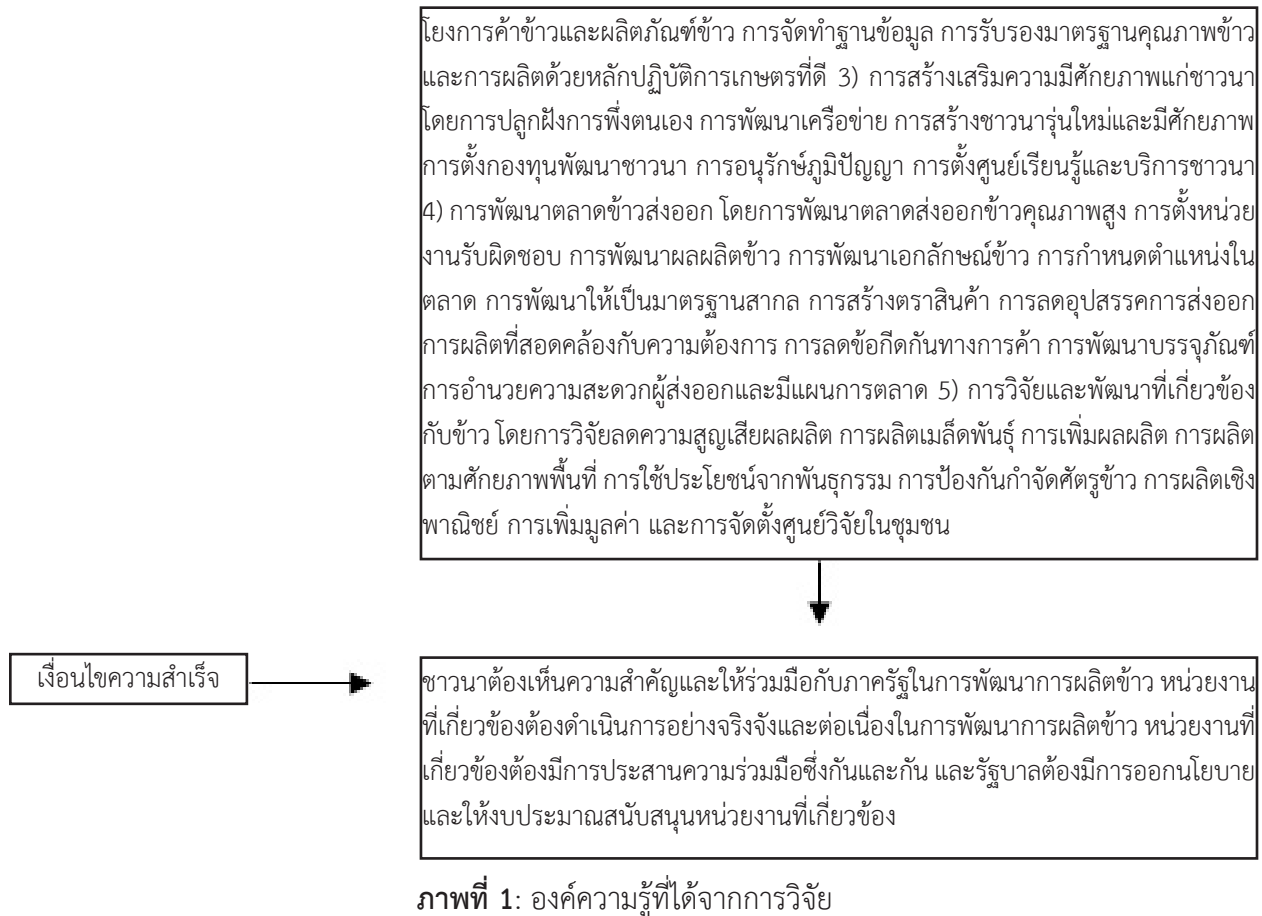 โยงการค้าข้าวและผลิตภัณฑ์ข้าว การจัดทำฐานข้อมูล การรับรองมาตรฐานคุณภาพข้าว
และการผลิตด้วยหลักปฏิบัติการเกษตรที่ดี 3) การสร้างเสริมความมีศักยภาพแก่ชาวนา
โดยการปลูกฝังการพึ่งตนเอง การพัฒนาเครือข่าย การสร้างชาวนารุ่นใหม่และมีศักยภาพ
การตั้งกองทุนพัฒนาชาวนา การอนุรักษ์ภูมิปัญญา การตั้งศูนย์เรียนรู้และบริการชาวนา
4) การพัฒนาตลาดข้าวส่งออก โดยการพัฒนาตลาดส่งออกข้าวคุณภาพสูง การตั้งหน่วย
งานรับผิดชอบ การพัฒนาผลผลิตข้าว การพัฒนาเอกลักษณ์ข้าว การกำหนดตำแหน่งใน
ตลาด การพัฒนาให้เป็นมาตรฐานสากล การสร้างตราสินค้า การลดอุปสรรคการส่งออก
การผลิตที่สอดคล้องกับความต้องการ การลดข้อกีดกันทางการค้า การพัฒนาบรรจุภัณฑ์
การอำนวยความสะดวกผู้ส่งออกและมีแผนการตลาด 5) การวิจัยและพัฒนาที่เกี่ยวข้อง
กับข้าว โดยการวิจัยลดความสูญเสียผลผลิต การผลิตเมล็ดพันธุ์ การเพิ่มผลผลิต การผลิต
ตามศักยภาพพื้นที่ การใช้ประโยชน์จากพันธุกรรม การป้องกันกำจัดศัตรูข้าว การผลิตเชิง
พาณิชย์ การเพิ่มมูลค่า และการจัดตั้งศูนย์วิจัยในชุมชน
เงื่อนไขความสำเร็จ
ชาวนาต้องเห็นความสำคัญและให้ร่วมมือกับภาครัฐในการพัฒนาการผลิตข้าว หน่วยงาน
ที่เกี่ยวข้องต้องดำเนินการอย่างจริงจังและต่อเนื่องในการพัฒนาการผลิตข้าว หน่วยงานที่
เกี่ยวข้องต้องมีการประสานความร่วมมือซึ่งกันและกัน และรัฐบาลต้องมีการออกนโยบาย
และให้งบประมาณสนับสนุนหน่วยงานที่เกี่ยวข้อง
ภาพที่ 1: องค์ความรู้ที่ได้จากการวิจัย